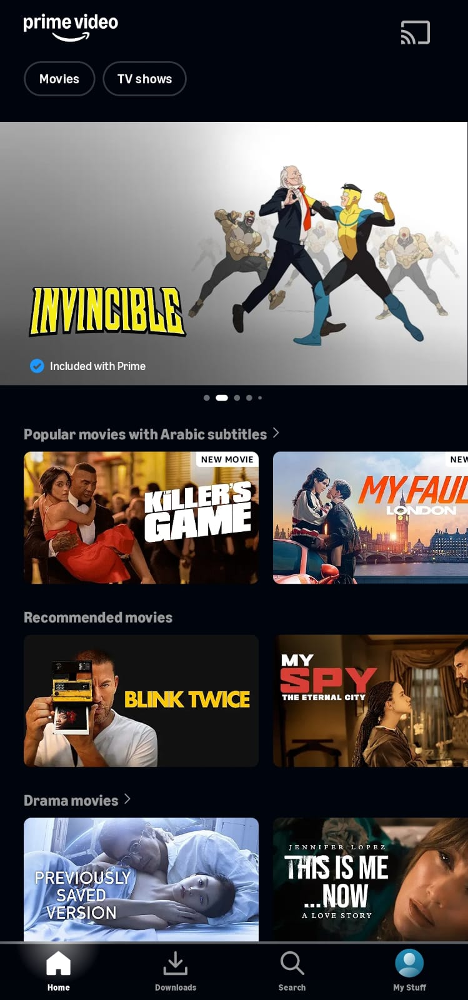 prime video
Movies
TV shows
INVINCIBLE
Included with Prime
Popular movies with Arabic subtitles
NEW MOVIE
THE
KILLER'S
GAME
NEW
MY FAUL
LONDON
Recommended movies
BLINK TWICE
MY
SPY
THE ETERNAL CITY
Drama movies
PREVIOUSLY
SAVED
VERSION
JENNIFER LOPEZ
THIS IS ME
...NOW
A LOVE STORY
Home
Downloads
Search
My Stuff